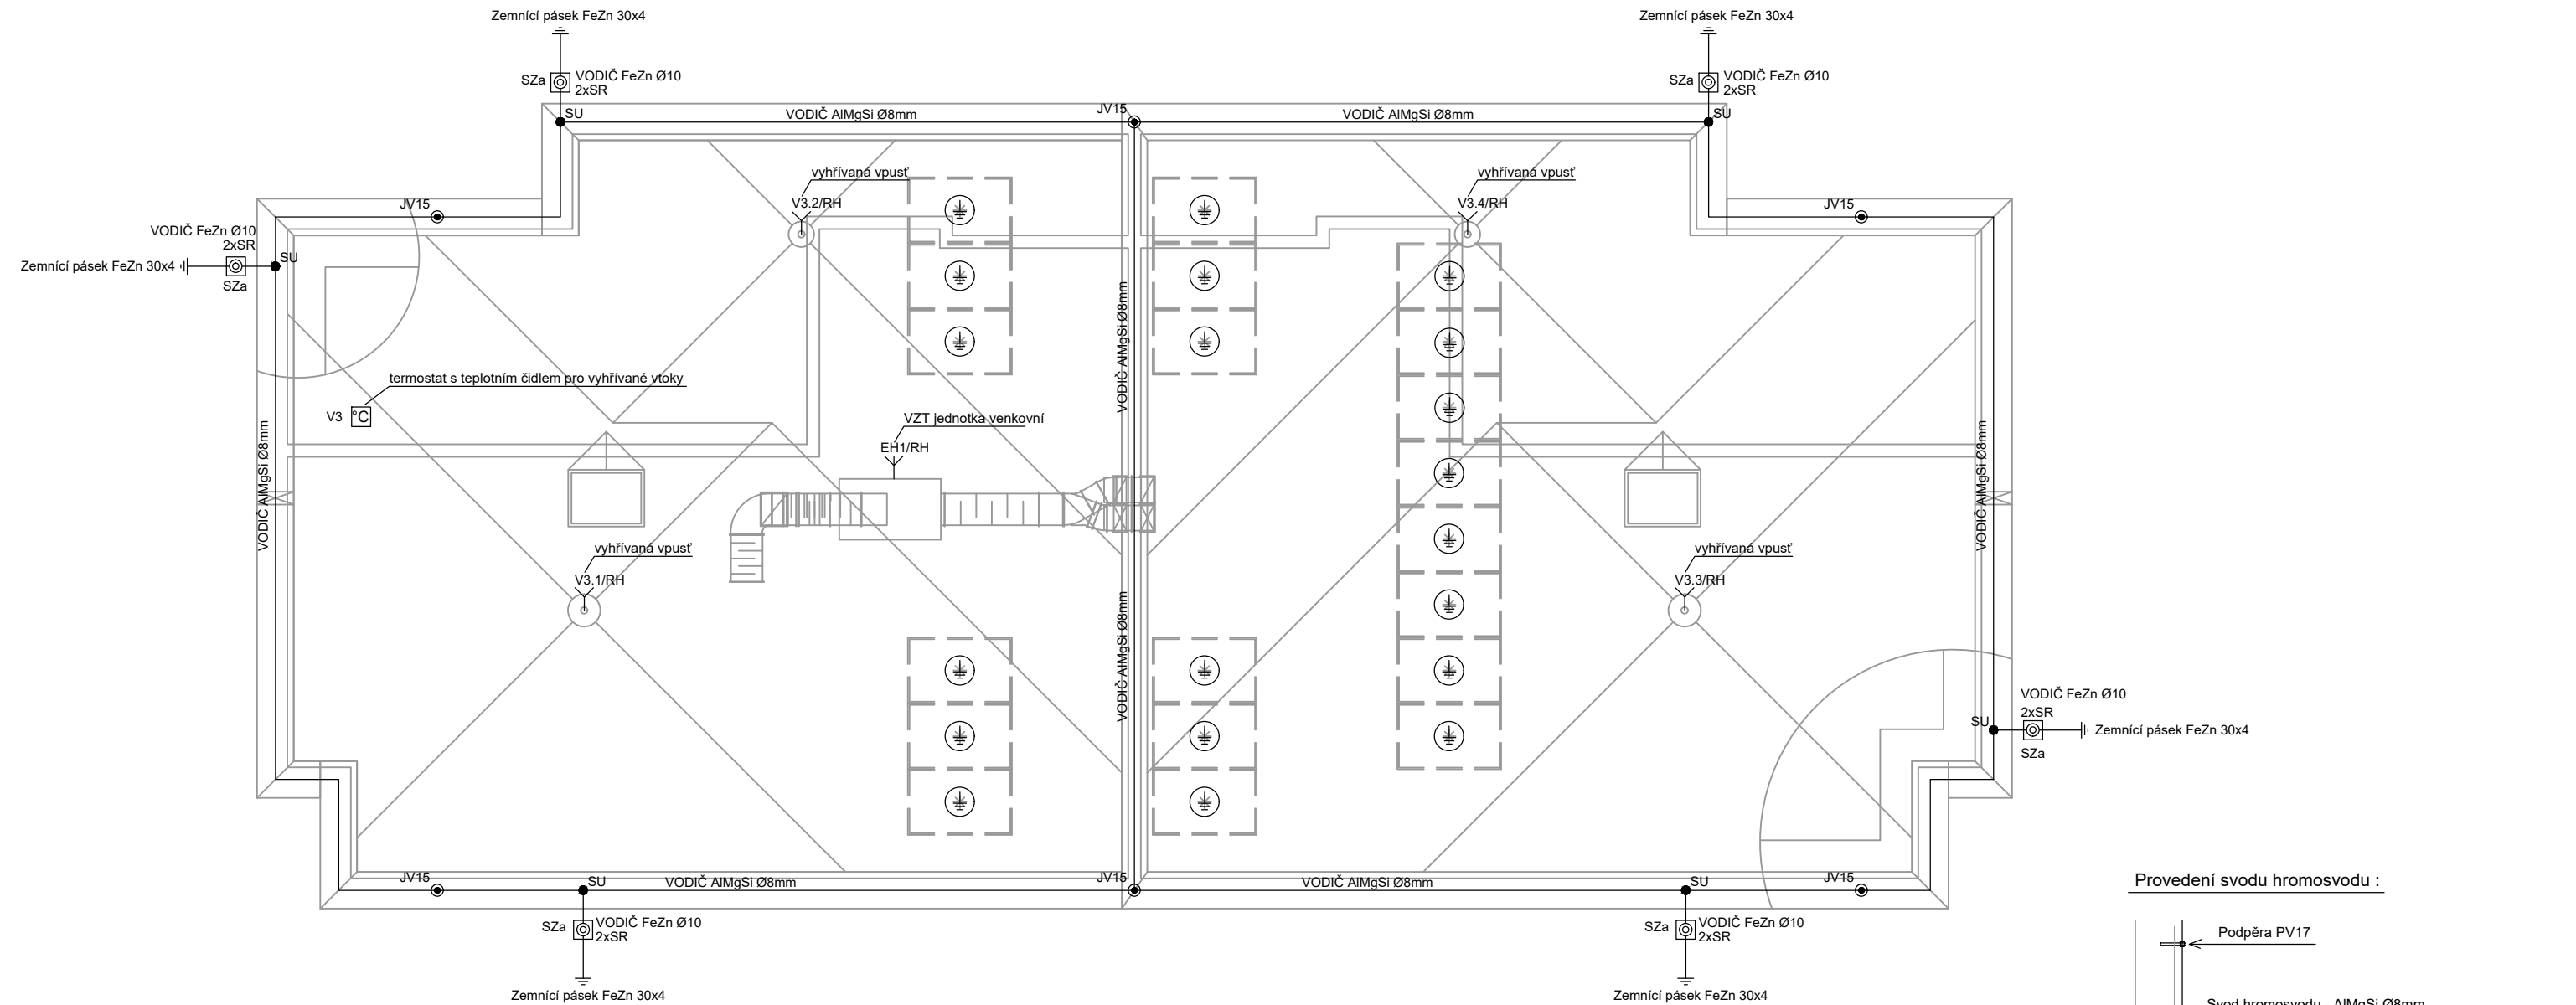 Zemnící pásek FeZn 30x4
Zemnící pásek FeZn 30x4
SZa
VODIČ FeZn Ø10
2xSR
SZa
VODIČ FeZn Ø10
2xSR
SU
VODIČ AlMgSi Ø8mm
JV15
VODIČ AlMgSi Ø8mm
SU
vyhřívaná vpusť
V3.2/RH
vyhřívaná vpusť
V3.4/RH
JV15
JV15
VODIČ FeZn Ø10
2xSR
SU
Zemnící pásek FeZn 30x4
SZa
VODIČ AlMgSi Ø8mm
termostat s teplotním čidlem pro vyhřívané vtoky
V3
°C
VZT jednotka venkovní
EH1/RH
VODIČ AlMgSi Ø8mm
VODIČ AlMgSi Ø8mm
vyhřívaná vpusť
V3.1/RH
vyhřívaná vpusť
V3.3/RH
VODIČ AlMgSi Ø8mm
VODIČ FeZn Ø10
2xSR
SU
Zemnící pásek FeZn 30x4
SZa
JV15
SU
VODIČ AlMgSi Ø8mm
JV15
VODIČ AlMgSi Ø8mm
SU
JV15
SZa
VODIČ FeZn Ø10
2xSR
SZa
VODIČ FeZn Ø10
2xSR
Zemnící pásek FeZn 30x4
Zemnící pásek FeZn 30x4
Provedení svodu hromosvodu :
Podpěra PV17
Svod hromosvodu - AlMgSi Ø8mm